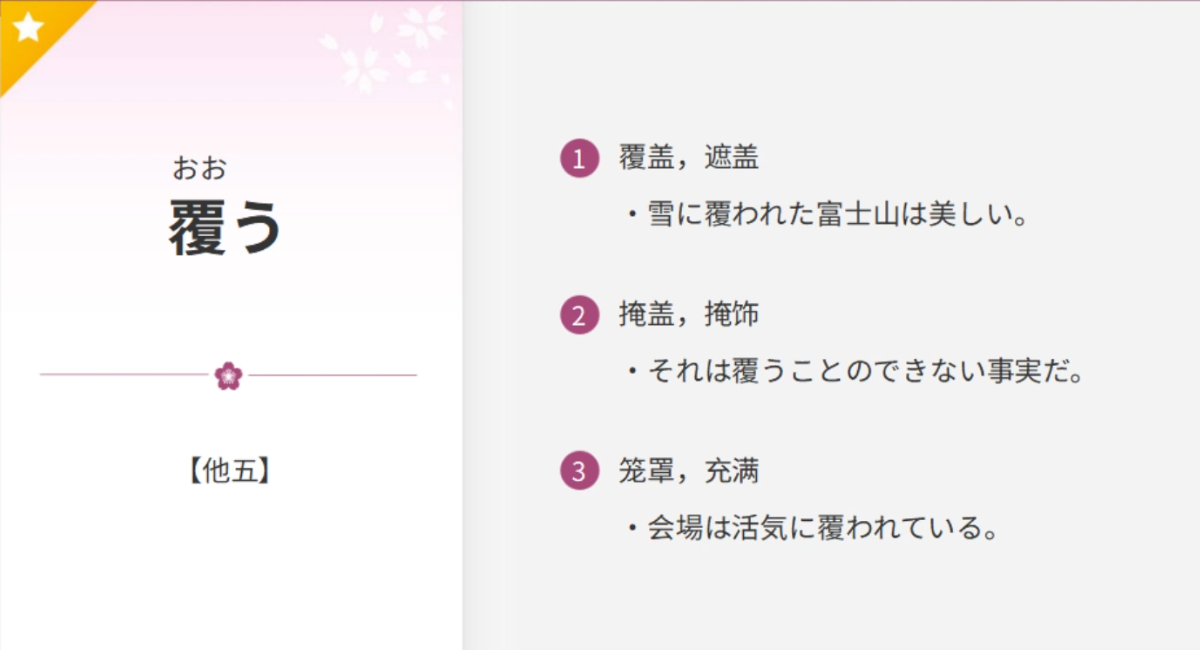 おお
覆う
【他五】
1 覆盖，遮盖
・雪に覆われた富士山は美しい。
2 掩盖，掩饰
・それは覆うことのできない事実だ。
3 笼罩，充满
・会場は活気に覆われている。